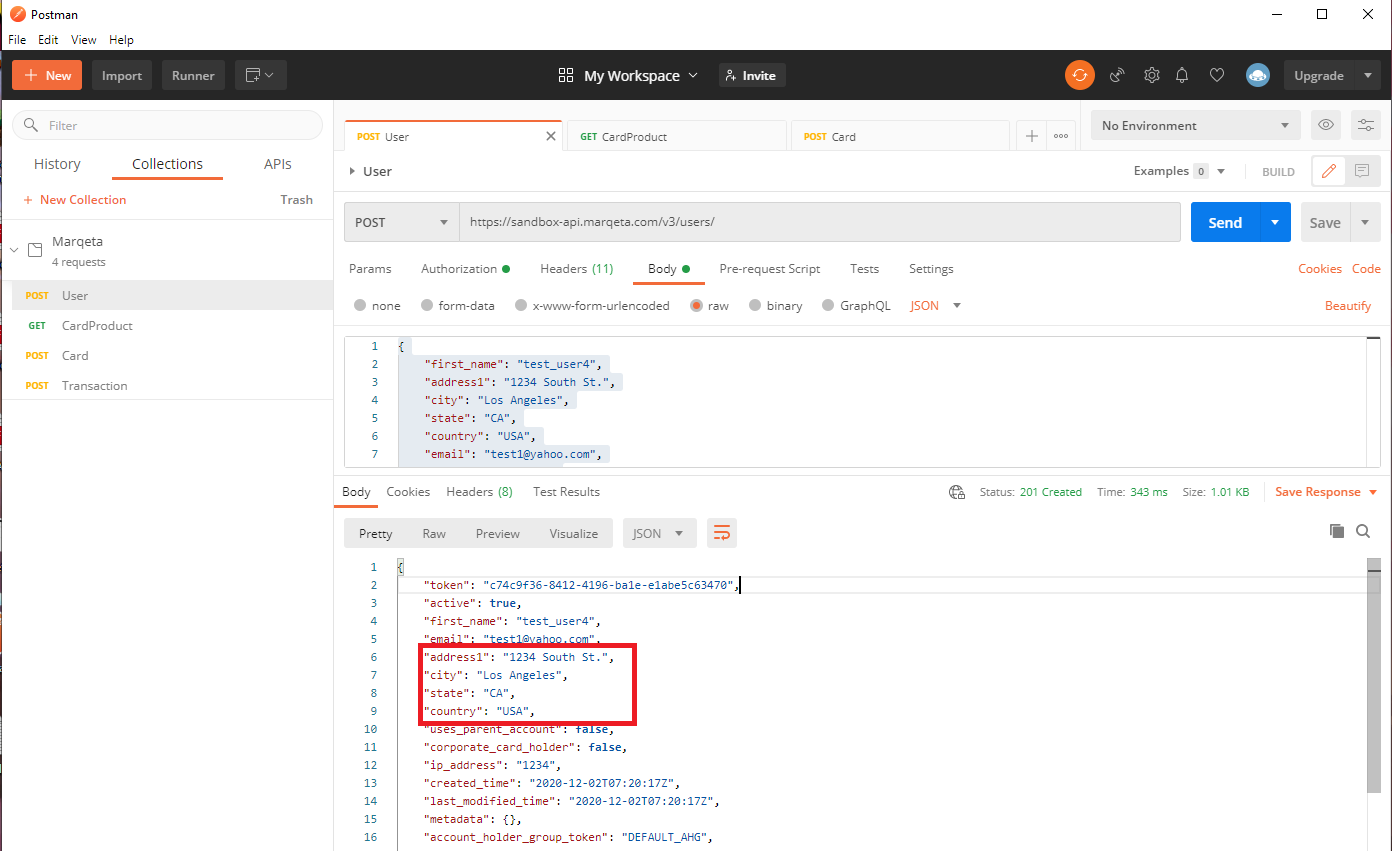 Postman
File Edit View Help
+ New Import Runner My Workspace Invite Upgrade
Filter
History Collections APIs
+ New Collection Trash
Marqeta
4 requests
POST User
GET CardProduct
POST Card
POST Transaction
POST User GET CardProduct POST Card No Environment
User Examples 0 BUILD
POST https://sandbox-api.marqeta.com/v3/users/ Send Save
Params Authorization Headers (11) Body Pre-request Script Tests Settings Cookies Code
none form-data x-www-form-urlencoded raw binary GraphQL JSON Beautify
1 {
2 "first_name": "test_user4",
3 "address1": "1234 South St.",
4 "city": "Los Angeles",
5 "state": "CA",
6 "country": "USA",
7 "email": "test1@yahoo.com",
Body Cookies Headers (8) Test Results Status: 201 Created Time: 343 ms Size: 1.01 KB Save Response
Pretty Raw Preview Visualize JSON
1 {
2 "token": "c74c9f36-8412-4196-ba1e-e1abe5c63470",
3 "active": true,
4 "first_name": "test_user4",
5 "email": "test1@yahoo.com",
6 "address1": "1234 South St.",
7 "city": "Los Angeles",
8 "state": "CA",
9 "country": "USA",
10 "uses_parent_account": false,
11 "corporate_card_holder": false,
12 "ip_address": "1234",
13 "created_time": "2020-12-02T07:20:17Z",
14 "last_modified_time": "2020-12-02T07:20:17Z",
15 "metadata": {},
16 "account_holder_group_token": "DEFAULT_AHG",